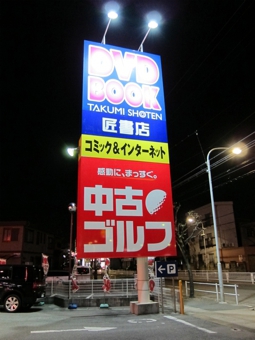 DVD
BOOK
TAKUMI SHOTEN
匠書店
コミック&インターネット
感動に、まっすぐ。
中古
ゴルフ
P